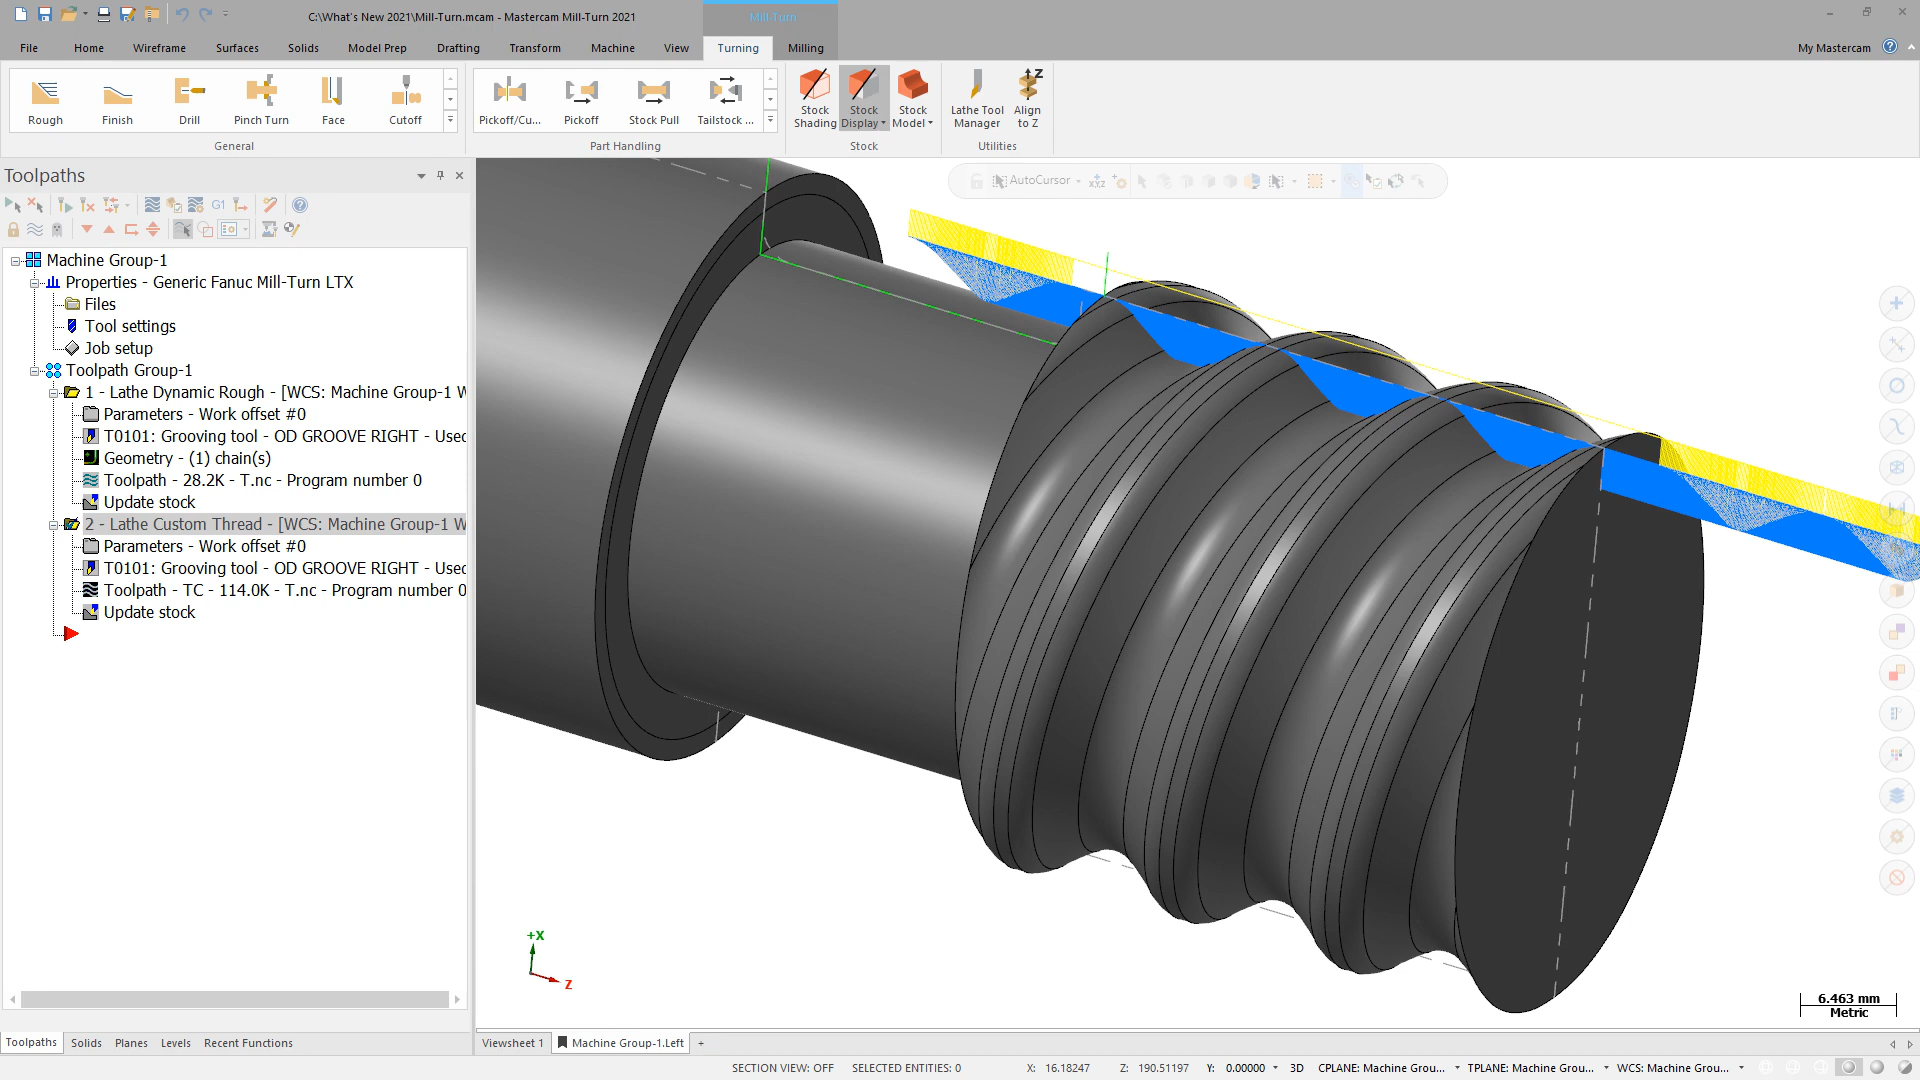 C:\What's New 2021\Mill-Turn.mcam - Mastercam Mill-Turn 2021
Mill-Turn
File Home Wireframe Surfaces Solids Model Prep Drafting Transform Machine View Turning Milling My Mastercam
Rough Finish Drill Pinch Turn Face Cutoff
General
Pickoff/Cu... Pickoff Stock Pull Tailstock ...
Part Handling
Stock Shading
Stock Display
Stock Model
Stock
Lathe Tool Manager
Align to Z
Utilities
Toolpaths
G1
AutoCursor
Machine Group-1
Properties - Generic Fanuc Mill-Turn LTX
Files
Tool settings
Job setup
Toolpath Group-1
1 - Lathe Dynamic Rough - [WCS: Machine Group-1 W
Parameters - Work offset #0
T0101: Grooving tool - OD GROOVE RIGHT - Used
Geometry - (1) chain(s)
Toolpath - 28.2K - T.nc - Program number 0
Update stock
2 - Lathe Custom Thread - [WCS: Machine Group-1 W
Parameters - Work offset #0
T0101: Grooving tool - OD GROOVE RIGHT - Used
Toolpath - TC - 114.0K - T.nc - Program number 0
Update stock
+X
Z
6.463 mm
Metric
Toolpaths Solids Planes Levels Recent Functions
Viewsheet 1 Machine Group-1.Left +
SECTION VIEW: OFF SELECTED ENTITIES: 0 X: 16.18247 Z: 190.51197 Y: 0.00000 3D CPLANE: Machine Grou... TPLANE: Machine Grou... WCS: Machine Grou...